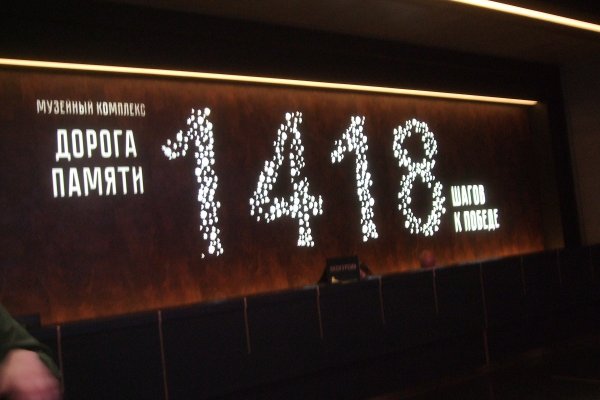 МУЗЕЙНЫЙ КОМПЛЕКС
ДОРОГА
ПАМЯТИ
1418
ШАГОВ
К ПОБЕДЕ